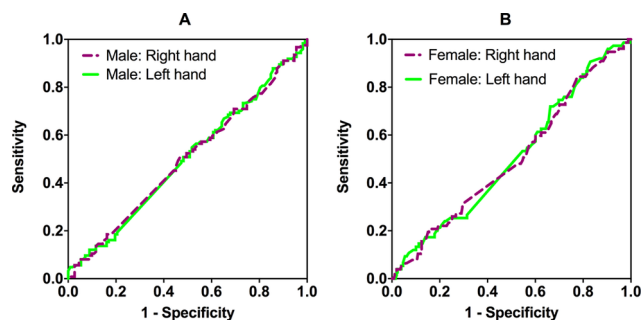 A
Male: Right hand
Male: Left hand
Sensitivity
1.0
0.8
0.6
0.4
0.2
0.0
0.0 0.2 0.4 0.6 0.8 1.0
1 - Specificity
B
Female: Right hand
Female: Left hand
Sensitivity
1.0
0.8
0.6
0.4
0.2
0.0
0.0 0.2 0.4 0.6 0.8 1.0
1 - Specificity